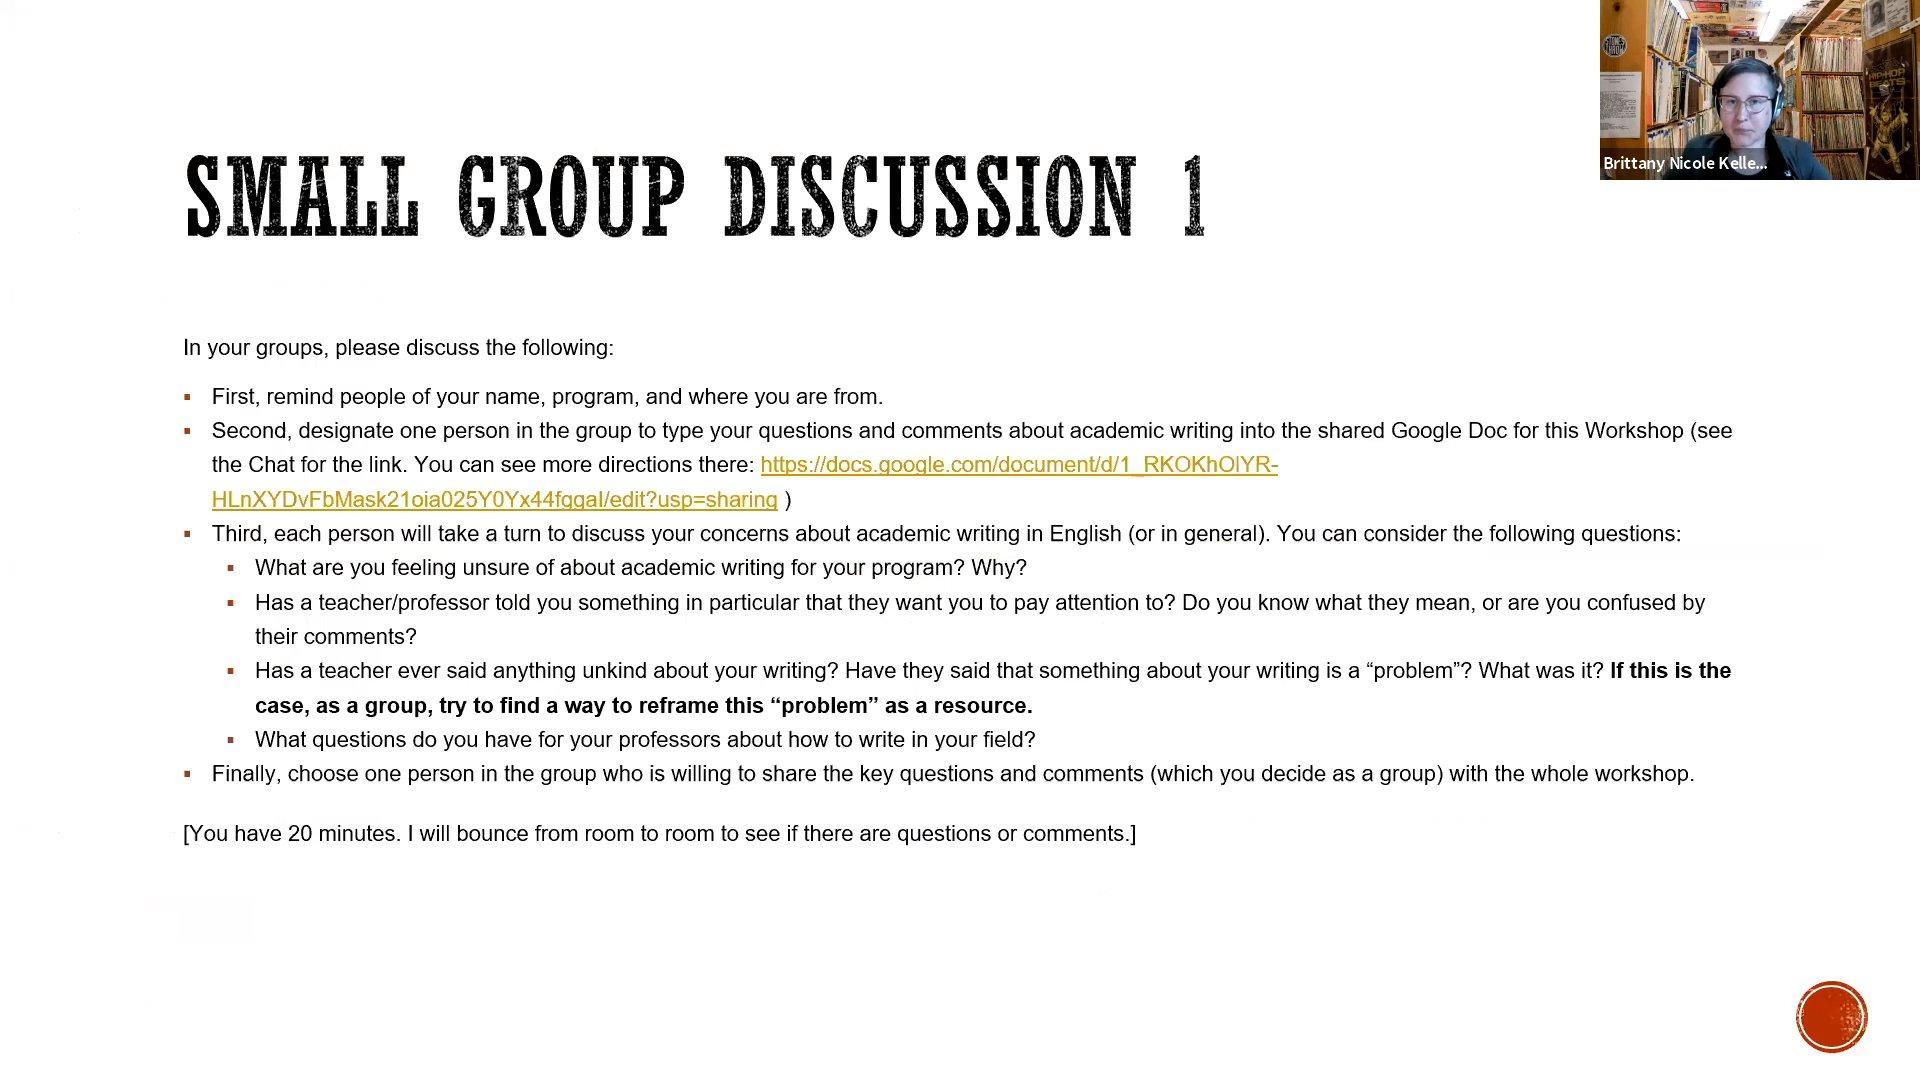 SMALL GROUP DISCUSSION 1
In your groups, please discuss the following:
▪ First, remind people of your name, program, and where you are from.
▪ Second, designate one person in the group to type your questions and comments about academic writing into the shared Google Doc for this Workshop (see
the Chat for the link. You can see more directions there: https://docs.google.com/document/d/1_RKOKhOlYR-
HLnXYDvFbMask21oia025Y0Yx44fggaI/edit?usp=sharing )
▪ Third, each person will take a turn to discuss your concerns about academic writing in English (or in general). You can consider the following questions:
▪ What are you feeling unsure of about academic writing for your program? Why?
▪ Has a teacher/professor told you something in particular that they want you to pay attention to? Do you know what they mean, or are you confused by
their comments?
▪ Has a teacher ever said anything unkind about your writing? Have they said that something about your writing is a “problem”? What was it? If this is the
case, as a group, try to find a way to reframe this “problem” as a resource.
▪ What questions do you have for your professors about how to write in your field?
▪ Finally, choose one person in the group who is willing to share the key questions and comments (which you decide as a group) with the whole workshop.
[You have 20 minutes. I will bounce from room to room to see if there are questions or comments.]
HIP-HOP
BEATS
Brittany Nicole Kelle...